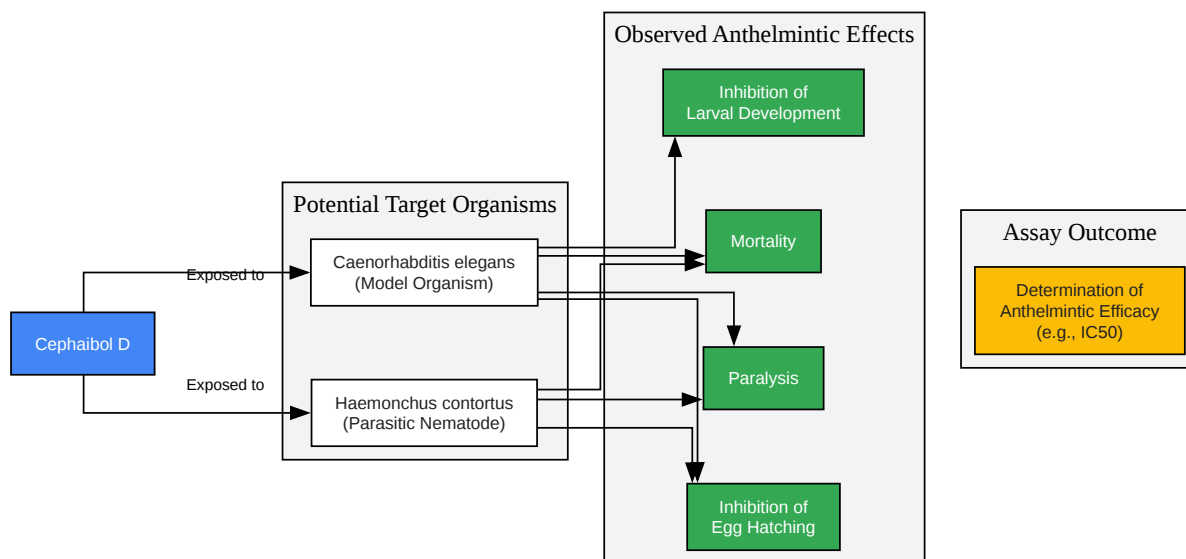 Observed Anthelmintic Effects
Inhibition of
Larval Development
Potential Target Organisms
Mortality
Assay Outcome
Caenorhabditis elegans
(Model Organism)
Exposed to
Determination of
Anthelmintic Efficacy
(e.g., IC50)
Cephaibol D
Paralysis
Exposed to
Haemonchus contortus
(Parasitic Nematode)
Inhibition of
Egg Hatching